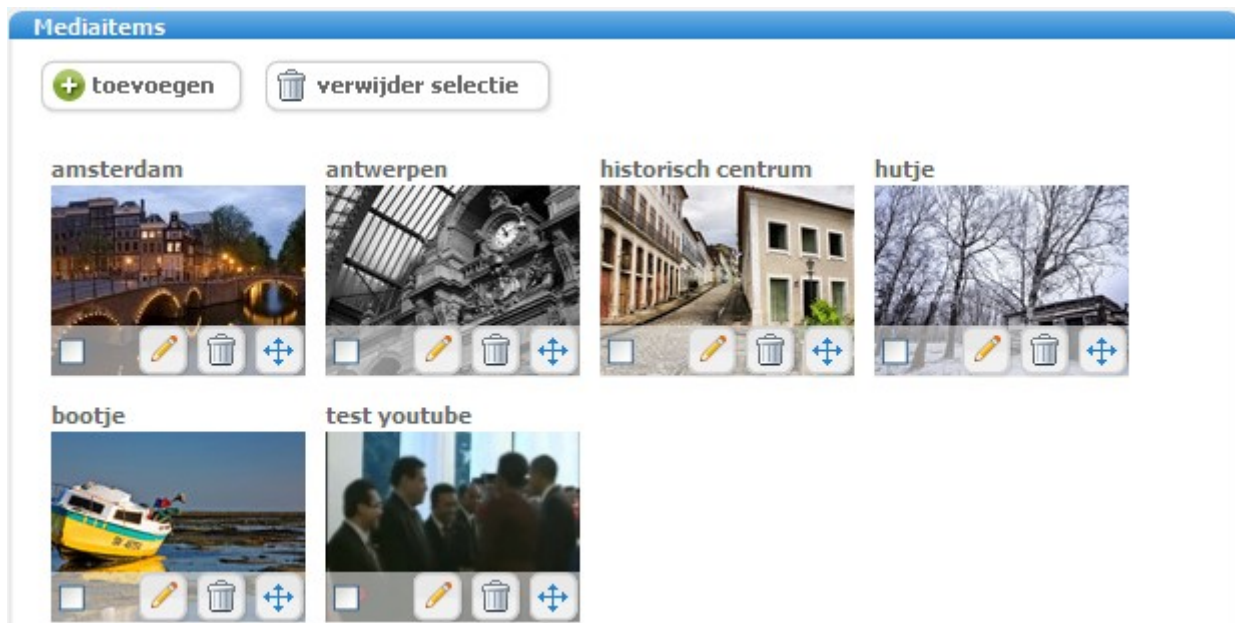 Mediaitems
toevoegen verwijder selectie
amsterdam antwerpen historisch centrum hutje
bootje test youtube